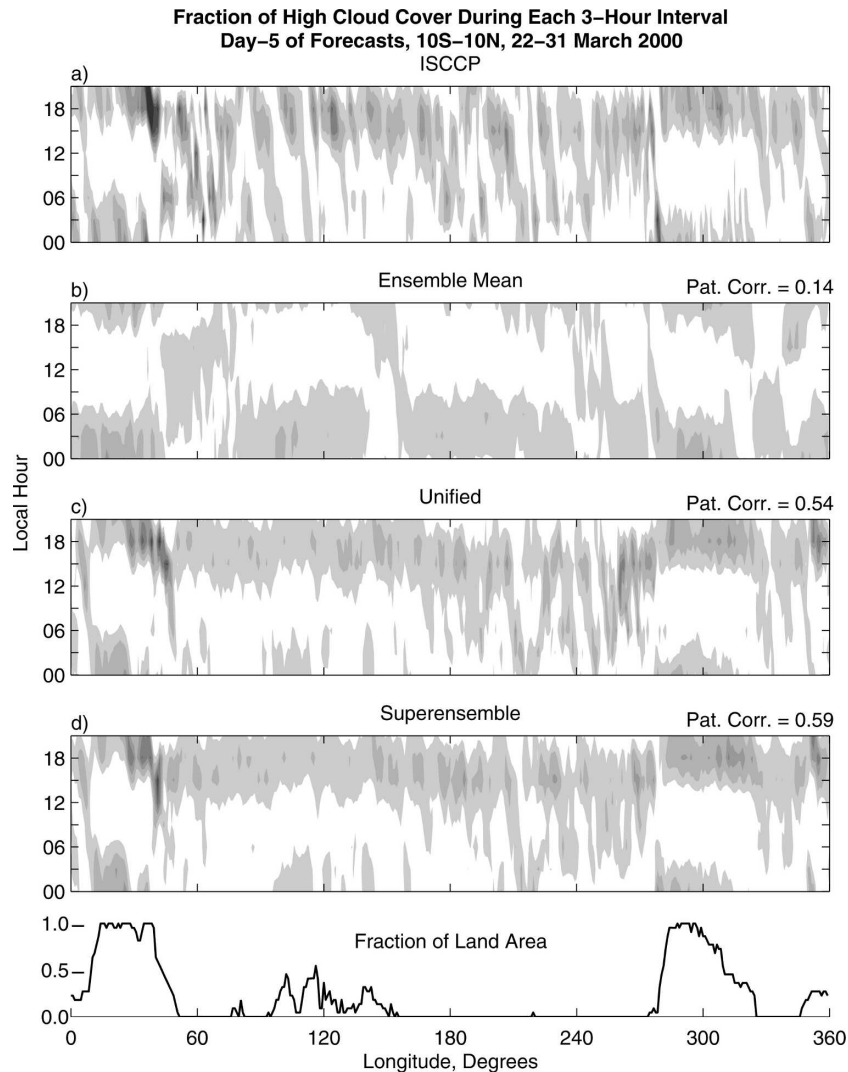 Fraction of High Cloud Cover During Each 3−Hour Interval
Day−5 of Forecasts, 10S−10N, 22−31 March 2000
ISCCP
a)
18
12
06
00
b)
Ensemble Mean
Pat. Corr. = 0.14
18
12
06
00
Local Hour
c)
Unified
Pat. Corr. = 0.54
18
12
06
00
d)
Superensemble
Pat. Corr. = 0.59
18
12
06
00
1.0
Fraction of Land Area
0.5
0.0
0 60 120 180 240 300 360
Longitude, Degrees